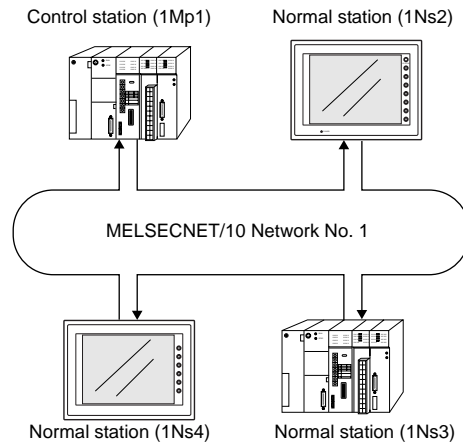 Control station (1Mp1)
Normal station (1Ns2)
MELSECNET/10 Network No. 1
Normal station (1Ns4)
Normal station (1Ns3)